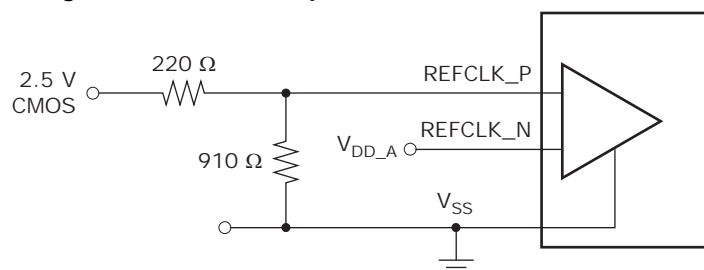 220 Ω
2.5 V
CMOS
REFCLK_P
REFCLK_N
V_DD_A
910 Ω
V_SS